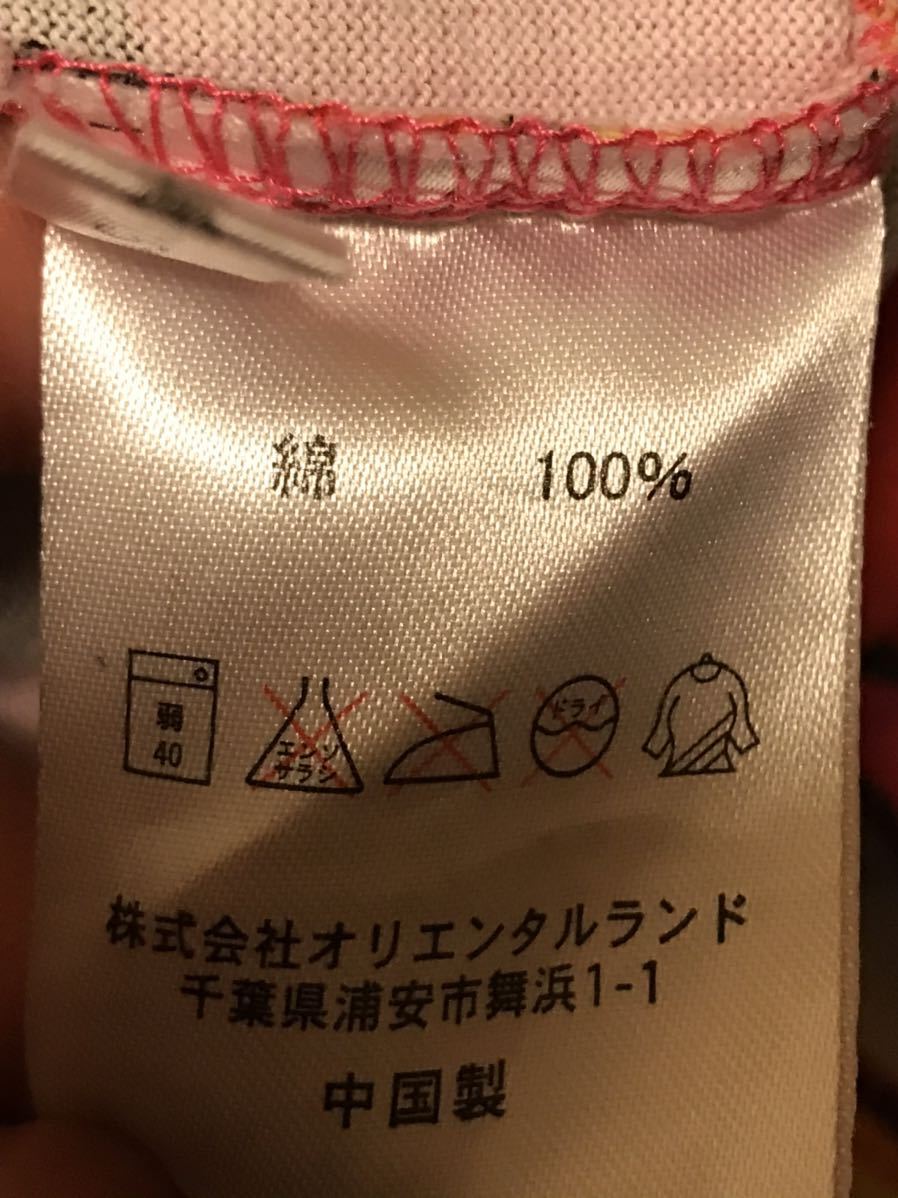 綿 100%
弱 エンソ ドライ
40 サラシ
株式会社オリエンタルランド
千葉県浦安市舞浜1-1
中国製